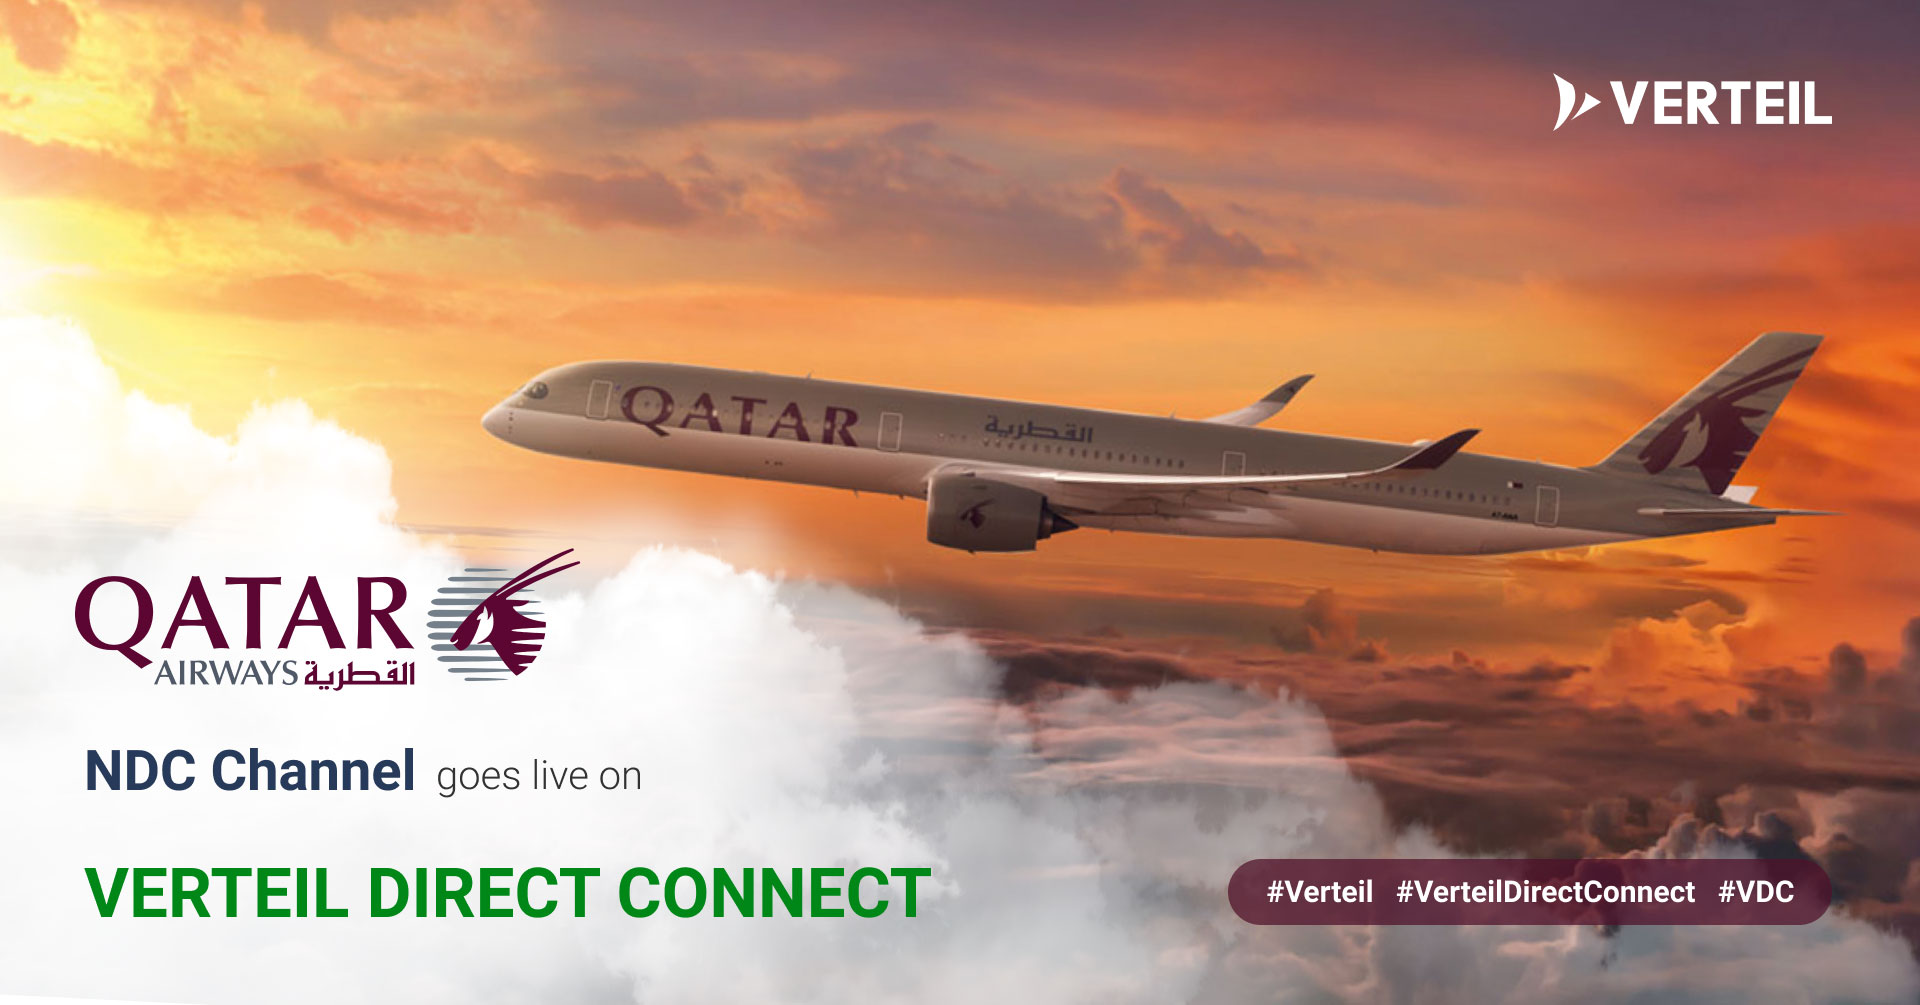 VERTEIL
QATAR القطرية
QATAR
AIRWAYS القطرية
NDC Channel goes live on
VERTEIL DIRECT CONNECT
#Verteil #VerteilDirectConnect #VDC